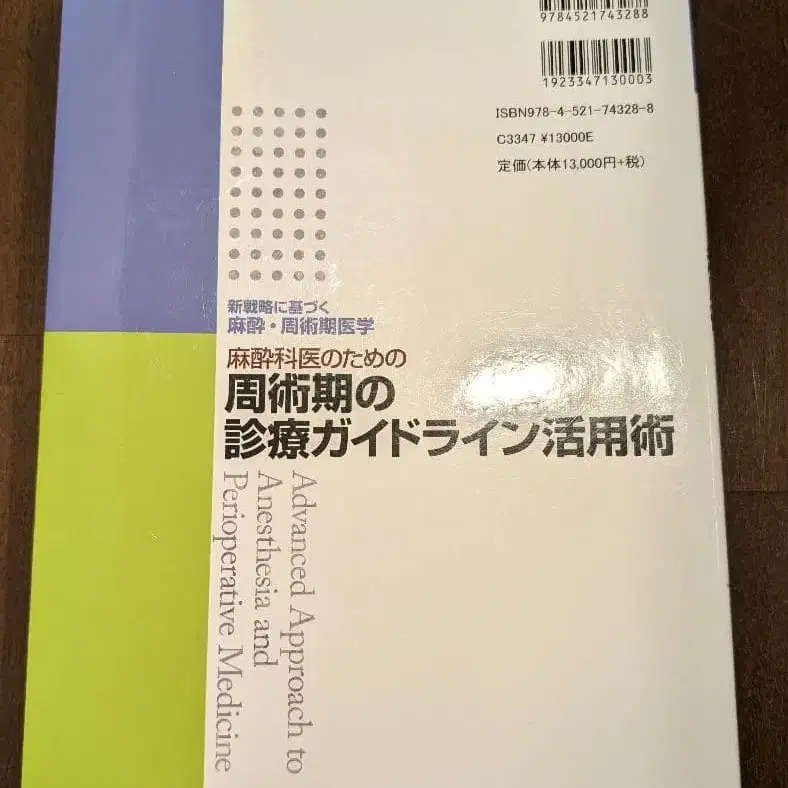 9784521743288
1923347130003
ISBN978-4-521-74328-8
C3347 ¥13000E
定価(本体13,000円+税)
新戦略に基づく
麻酔・周術期医学
麻酔科医のための
周術期の
診療ガイドライン活用術
Advanced Approach to
Anesthesia and
Perioperative Medicine